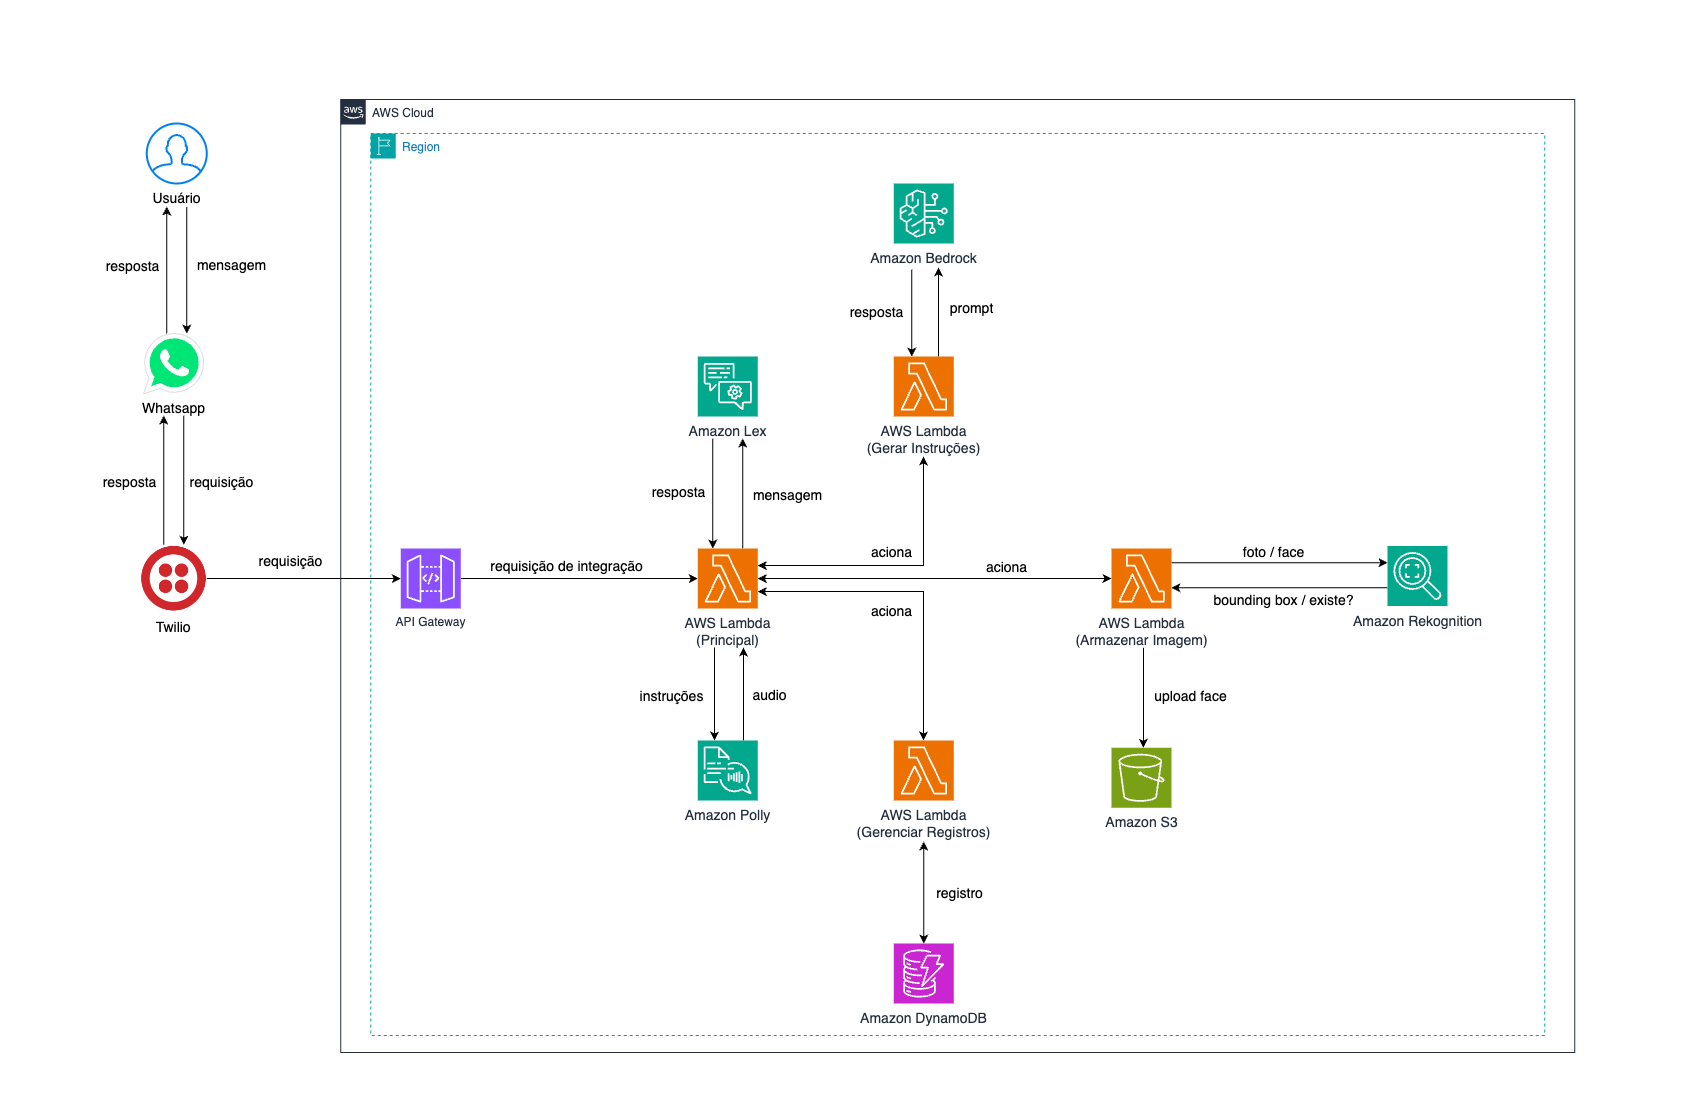 aws
AWS Cloud
Region
Usuário
resposta
mensagem
Whatsapp
resposta
requisição
Twilio
requisição
API Gateway
requisição de integração
Amazon Bedrock
resposta
prompt
AWS Lambda
(Gerar Instruções)
Amazon Lex
resposta
mensagem
aciona
aciona
aciona
AWS Lambda
(Principal)
instruções
audio
Amazon Polly
AWS Lambda
(Gerenciar Registros)
registro
Amazon DynamoDB
AWS Lambda
(Armazenar Imagem)
foto / face
bounding box / existe?
Amazon Rekognition
upload face
Amazon S3